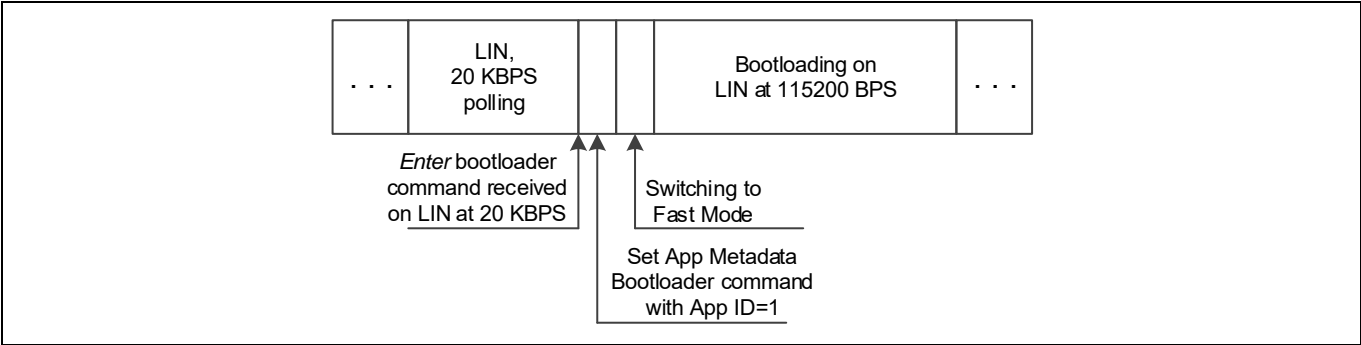 . . .
LIN,
20 KBPS
polling
Bootloading on
LIN at 115200 BPS
. . .
Enter bootloader
command received
on LIN at 20 KBPS
Switching to
Fast Mode
Set App Metadata
Bootloader command
with App ID=1